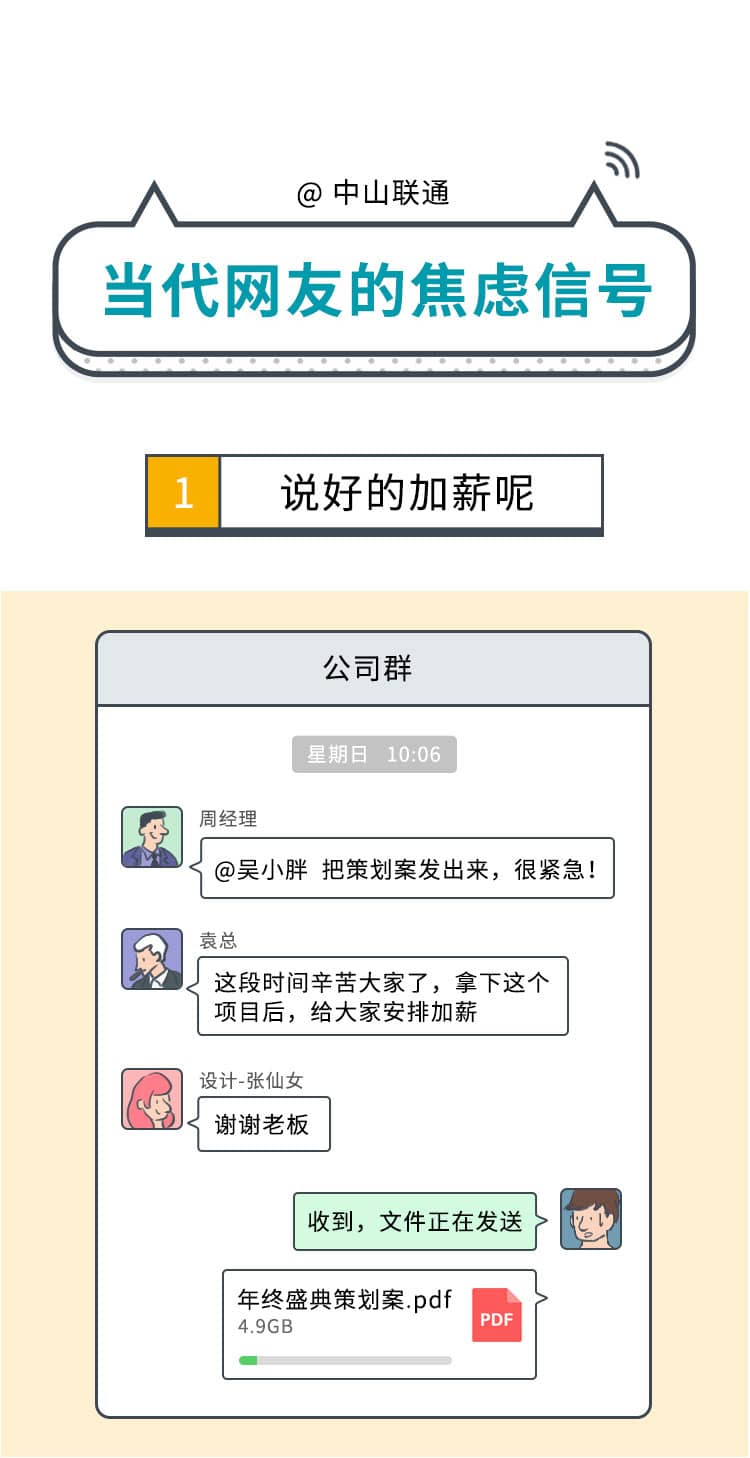 @ 中山联通
当代网友的焦虑信号
1 说好的加薪呢
公司群
星期日 10:06
周经理
@吴小胖 把策划案发出来，很紧急！
袁总
这段时间辛苦大家了，拿下这个
项目后，给大家安排加薪
设计-张仙女
谢谢老板
收到，文件正在发送
年终盛典策划案.pdf
4.9GB
PDF